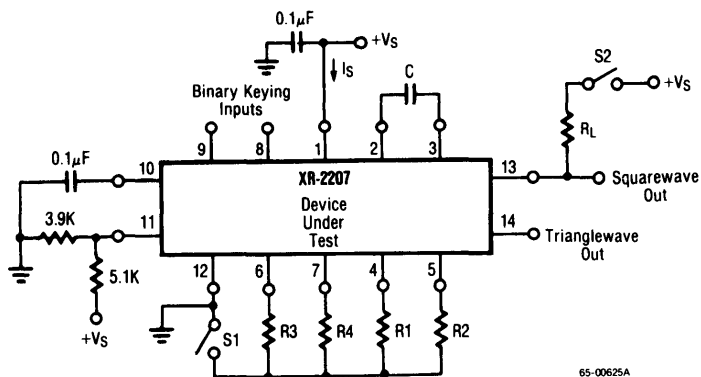 0.1μF
+VS
IS
C
S2
+VS
Binary Keying
Inputs
RL
9
8
1
2
3
0.1μF
10
XR-2207
13
Squarewave
Out
Device
Under
Test
3.9K
11
14
Trianglewave
Out
5.1K
12
6
7
4
5
+VS
S1
R3
R4
R1
R2
65-00625A